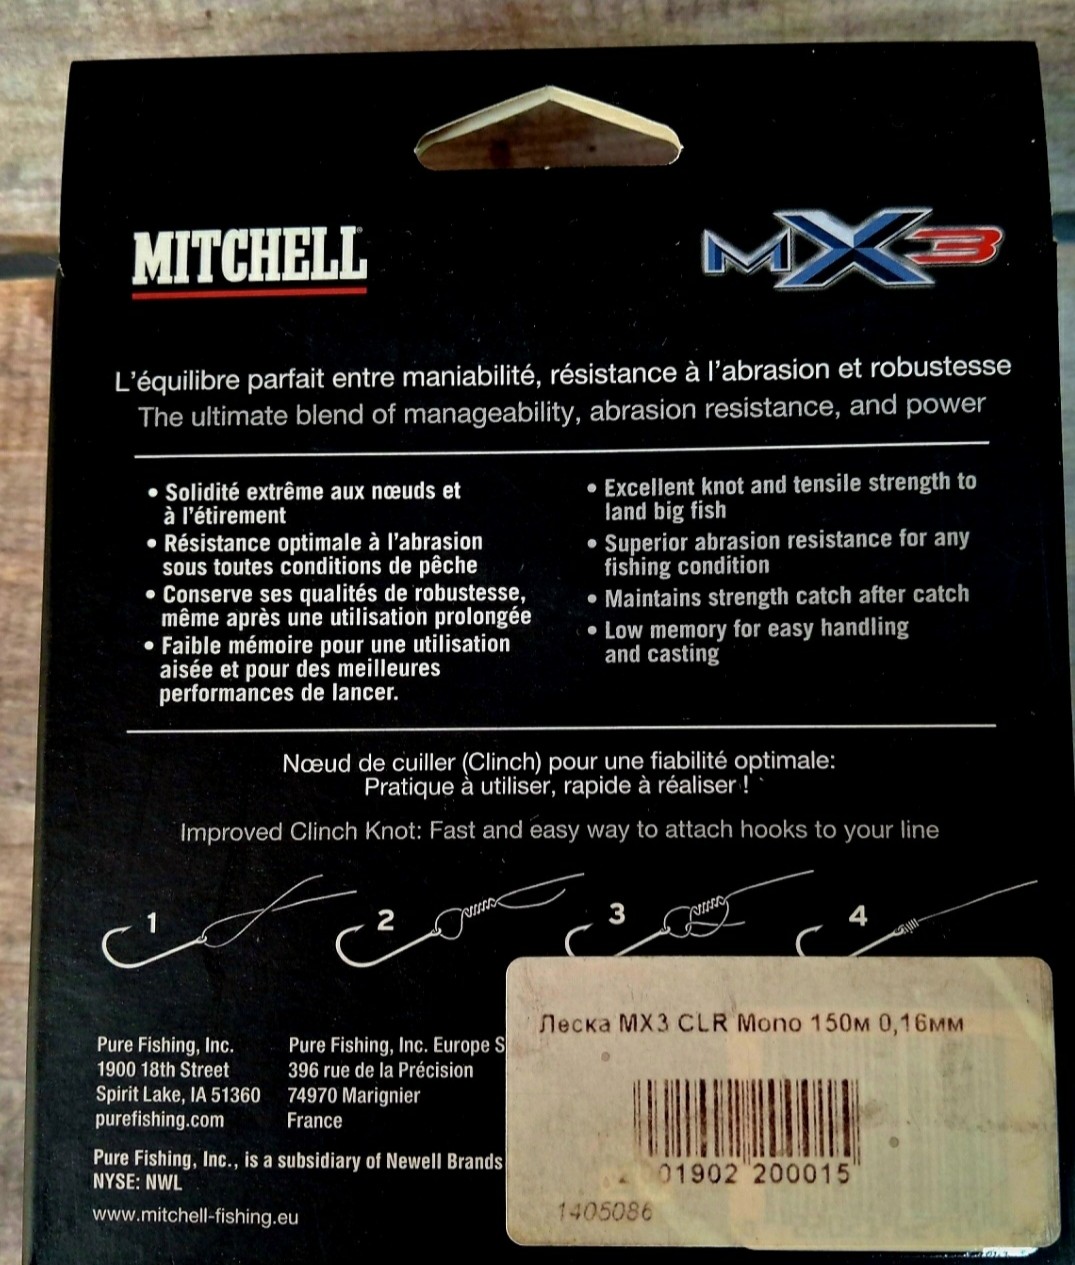 MITCHELL
MX3
L'équilibre parfait entre maniabilité, résistance à l'abrasion et robustesse
The ultimate blend of manageability, abrasion resistance, and power
• Solidité extrême aux nœuds et
à l'étirement
• Résistance optimale à l'abrasion
sous toutes conditions de pêche
• Conserve ses qualités de robustesse,
même après une utilisation prolongée
• Faible mémoire pour une utilisation
aisée et pour des meilleures
performances de lancer.
• Excellent knot and tensile strength to
land big fish
• Superior abrasion resistance for any
fishing condition
• Maintains strength catch after catch
• Low memory for easy handling
and casting
Nœud de cuiller (Clinch) pour une fiabilité optimale:
Pratique à utiliser, rapide à réaliser !
Improved Clinch Knot: Fast and easy way to attach hooks to your line
1 2 3 4
Pure Fishing, Inc.
1900 18th Street
Spirit Lake, IA 51360
purefishing.com
Pure Fishing, Inc. Europe S
396 rue de la Précision
74970 Marignier
France
Pure Fishing, Inc., is a subsidiary of Newell Brands
NYSE: NWL
www.mitchell-fishing.eu
Леска MX3 CLR Mono 150м 0,16мм
01902 200015
1405086